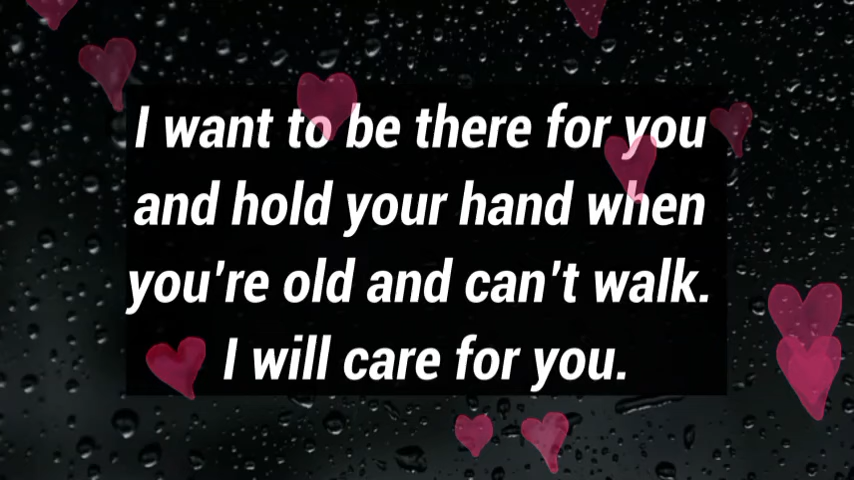 I want to be there for you
and hold your hand when
you're old and can't walk.
I will care for you.